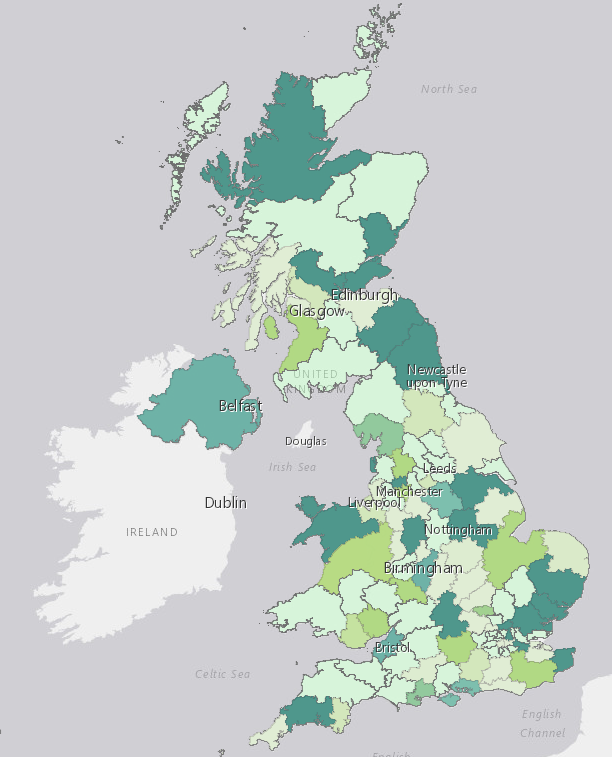 North Sea
Edinburgh
Glasgow
UNITED
KINGDOM
Newcastle
upon Tyne
Belfast
Douglas
Irish Sea
Leeds
Manchester
Liverpool
Dublin
Nottingham
IRELAND
Birmingham
Bristol
Celtic Sea
English
Channel
English